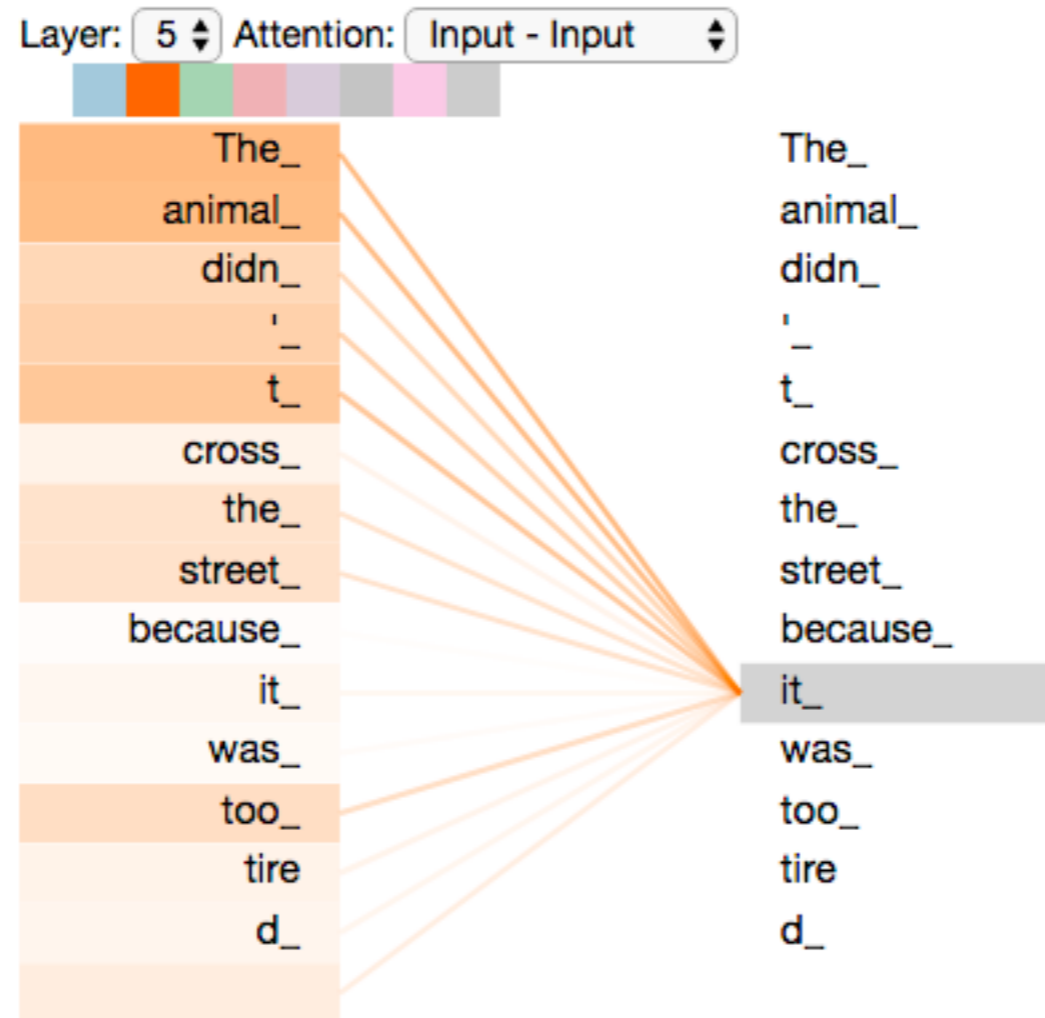 Layer: 5 Attention: Input - Input
The_ The_
animal_ animal_
didn_ didn_
'_ '_
t_ t_
cross_ cross_
the_ the_
street_ street_
because_ because_
it_ it_
was_ was_
too_ too_
tire tire
d_ d_